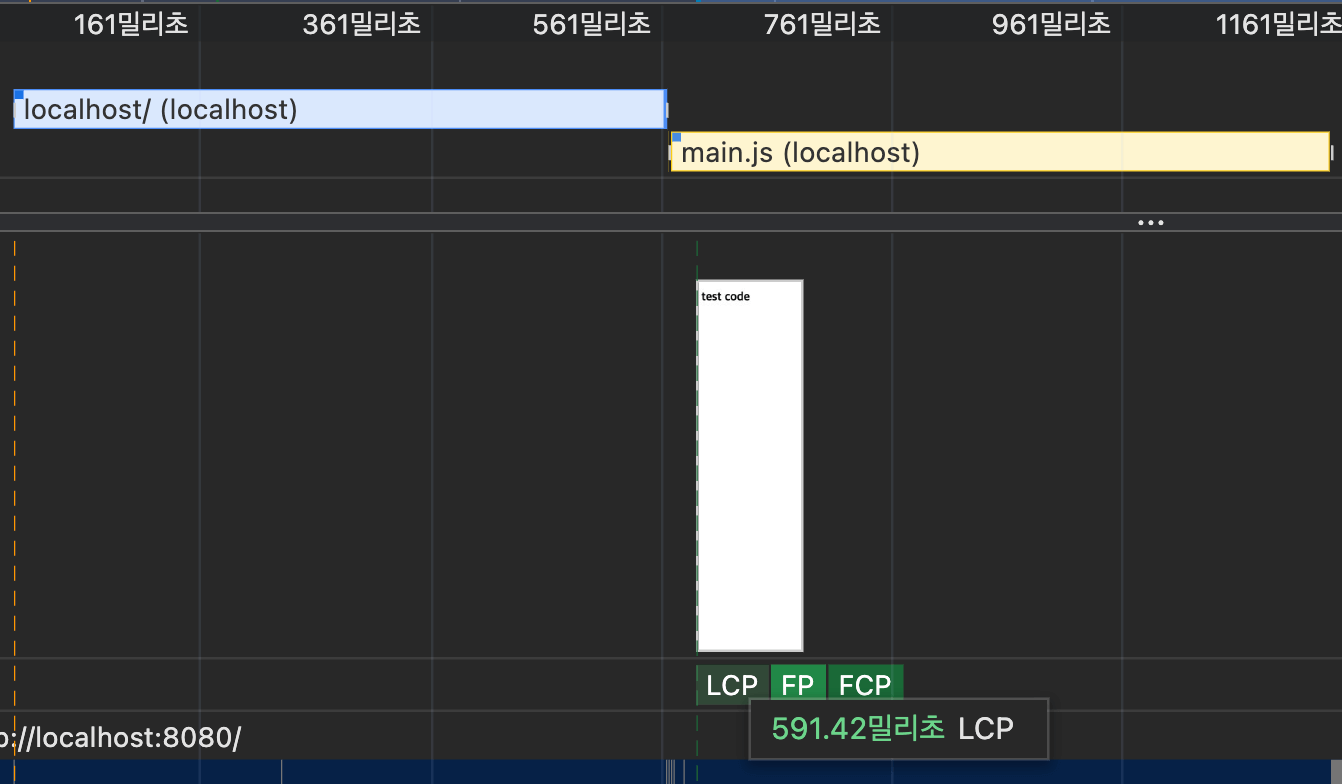 161밀리초 361밀리초 561밀리초 761밀리초 961밀리초 1161밀리초
localhost/ (localhost)
main.js (localhost)
test code
LCP FP FCP
591.42밀리초 LCP
://localhost:8080/